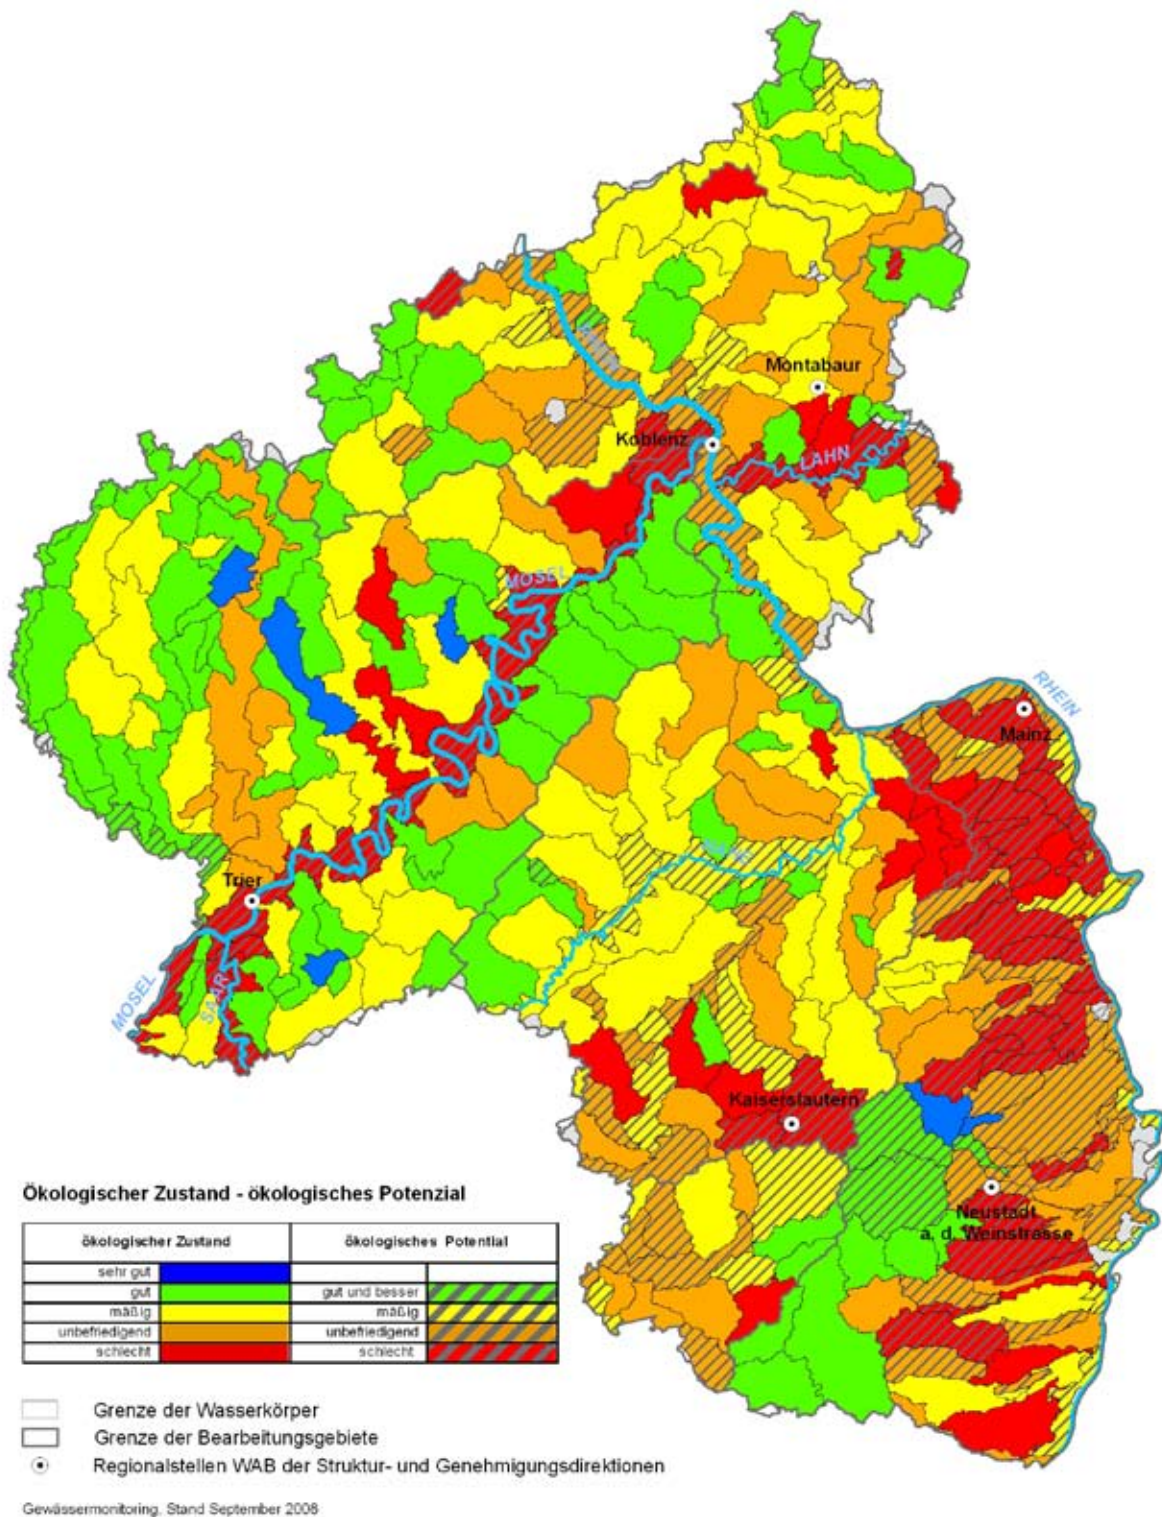 RHEIN
Montabaur
Koblenz
LAHN
MOSEL
RHEIN
Mainz
NAHE
Trier
MOSEL
SAAR
Kaiserslautern
Neustadt
a. d. Weinstrasse
Ökologischer Zustand - ökologisches Potenzial
ökologischer Zustand ökologisches Potential
sehr gut
gut gut und besser
mäßig mäßig
unbefriedigend unbefriedigend
schlecht schlecht
Grenze der Wasserkörper
Grenze der Bearbeitungsgebiete
Regionalstellen WAB der Struktur- und Genehmigungsdirektionen
Gewässermonitoring, Stand September 2008